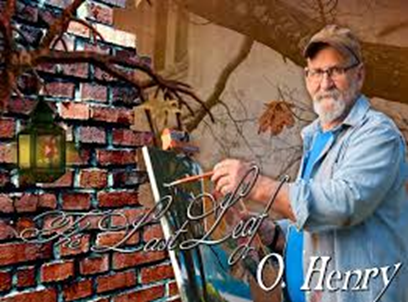 The Last Leaf
O. Henry